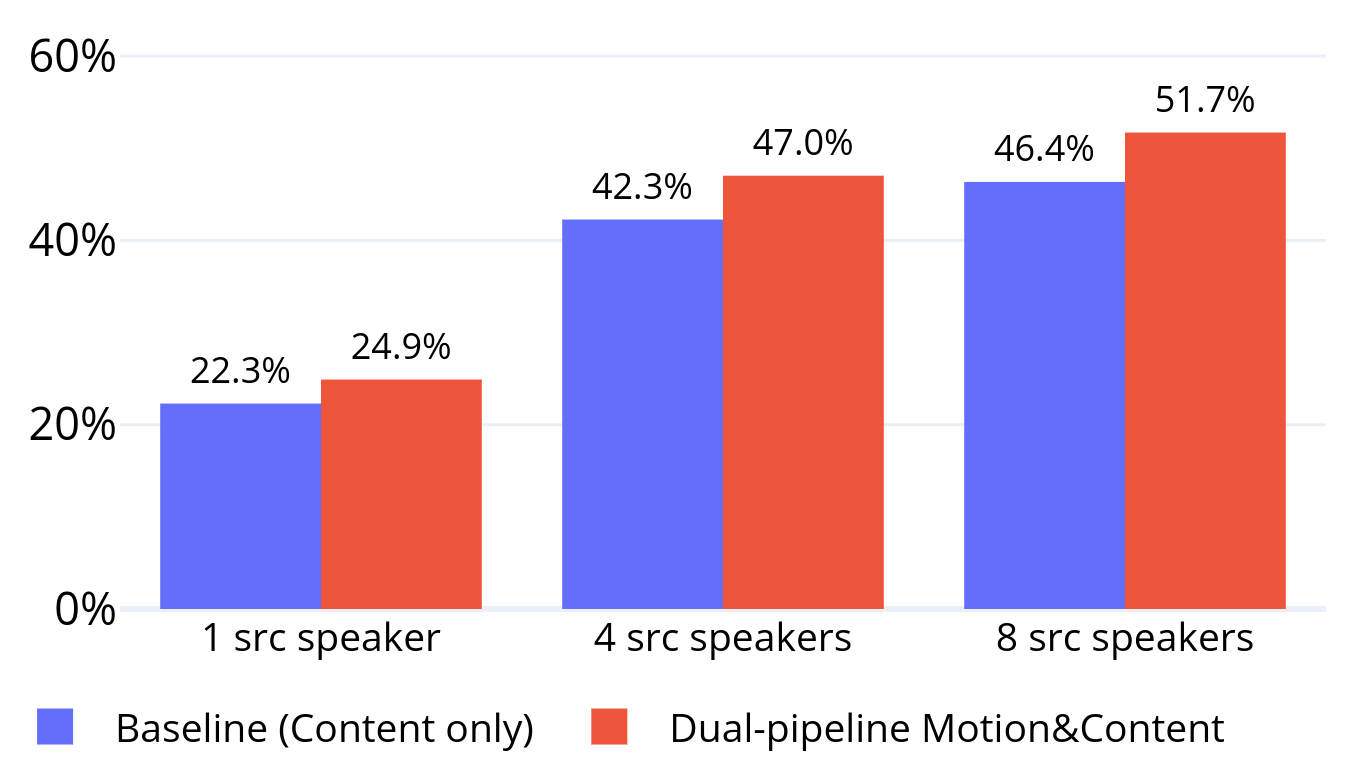 60%
51.7%
47.0%
46.4%
42.3%
40%
24.9%
22.3%
20%
0%
1 src speaker
4 src speakers
8 src speakers
Baseline (Content only)
Dual-pipeline Motion&Content